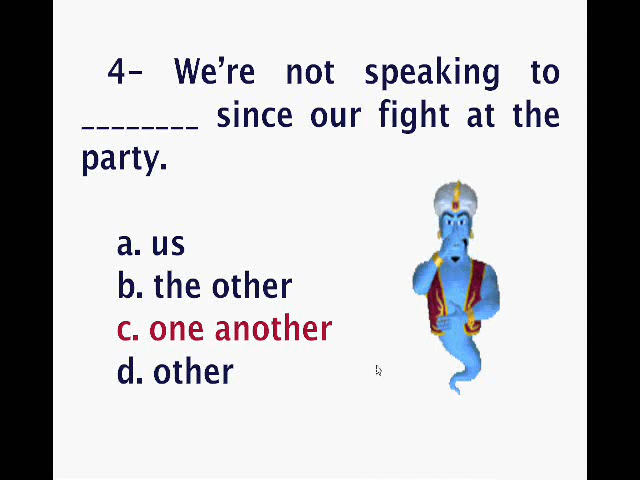 4- We're not speaking to
________ since our fight at the
party.
a. us
b. the other
c. one another
d. other